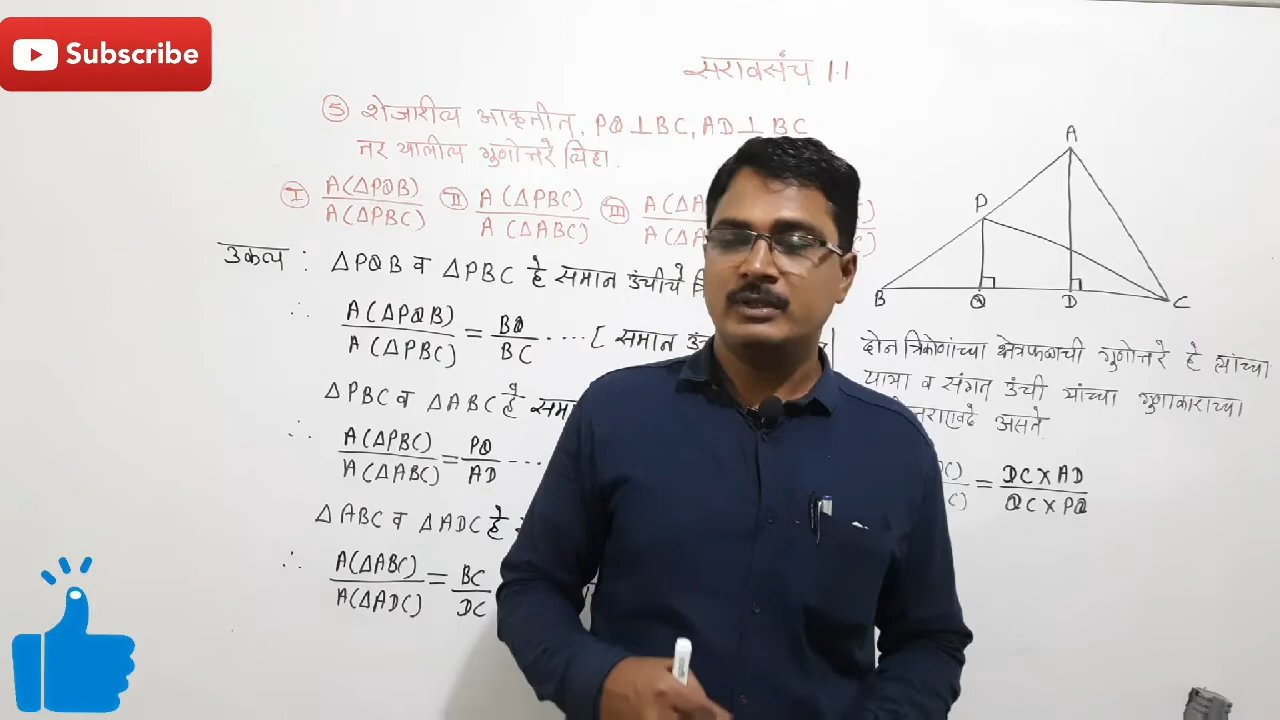 Subscribe
सरावसंच 1.1
⑤ शेजारील आकृतीत, PQ⊥BC, AD⊥BC
तर खालील गुणोत्तरे लिहा.
Ⓘ A(ΔPQB) / A(ΔPBC) Ⓘⓘ A(ΔPBC) / A(ΔABC) Ⓘⓘⓘ
उकल : ΔPQB व ΔPBC हे समान उंचीचे
∴ A(ΔPQB) / A(ΔPBC) = BQ / BC ....[ समान
ΔPBC व ΔABC हे
∴ A(ΔPBC) / A(ΔABC) = PQ / AD ...
ΔABC व ΔADC हे
∴ A(ΔABC) / A(ΔADC) = BC / DC
A
P
B Q D C
दोन त्रिकोणांच्या क्षेत्रफळाची गुणोत्तरे हे त्यांच्या
पाया व संगत उंची यांच्या गुणाकाराच्या
असते.
= DC×AD / QC×PQ